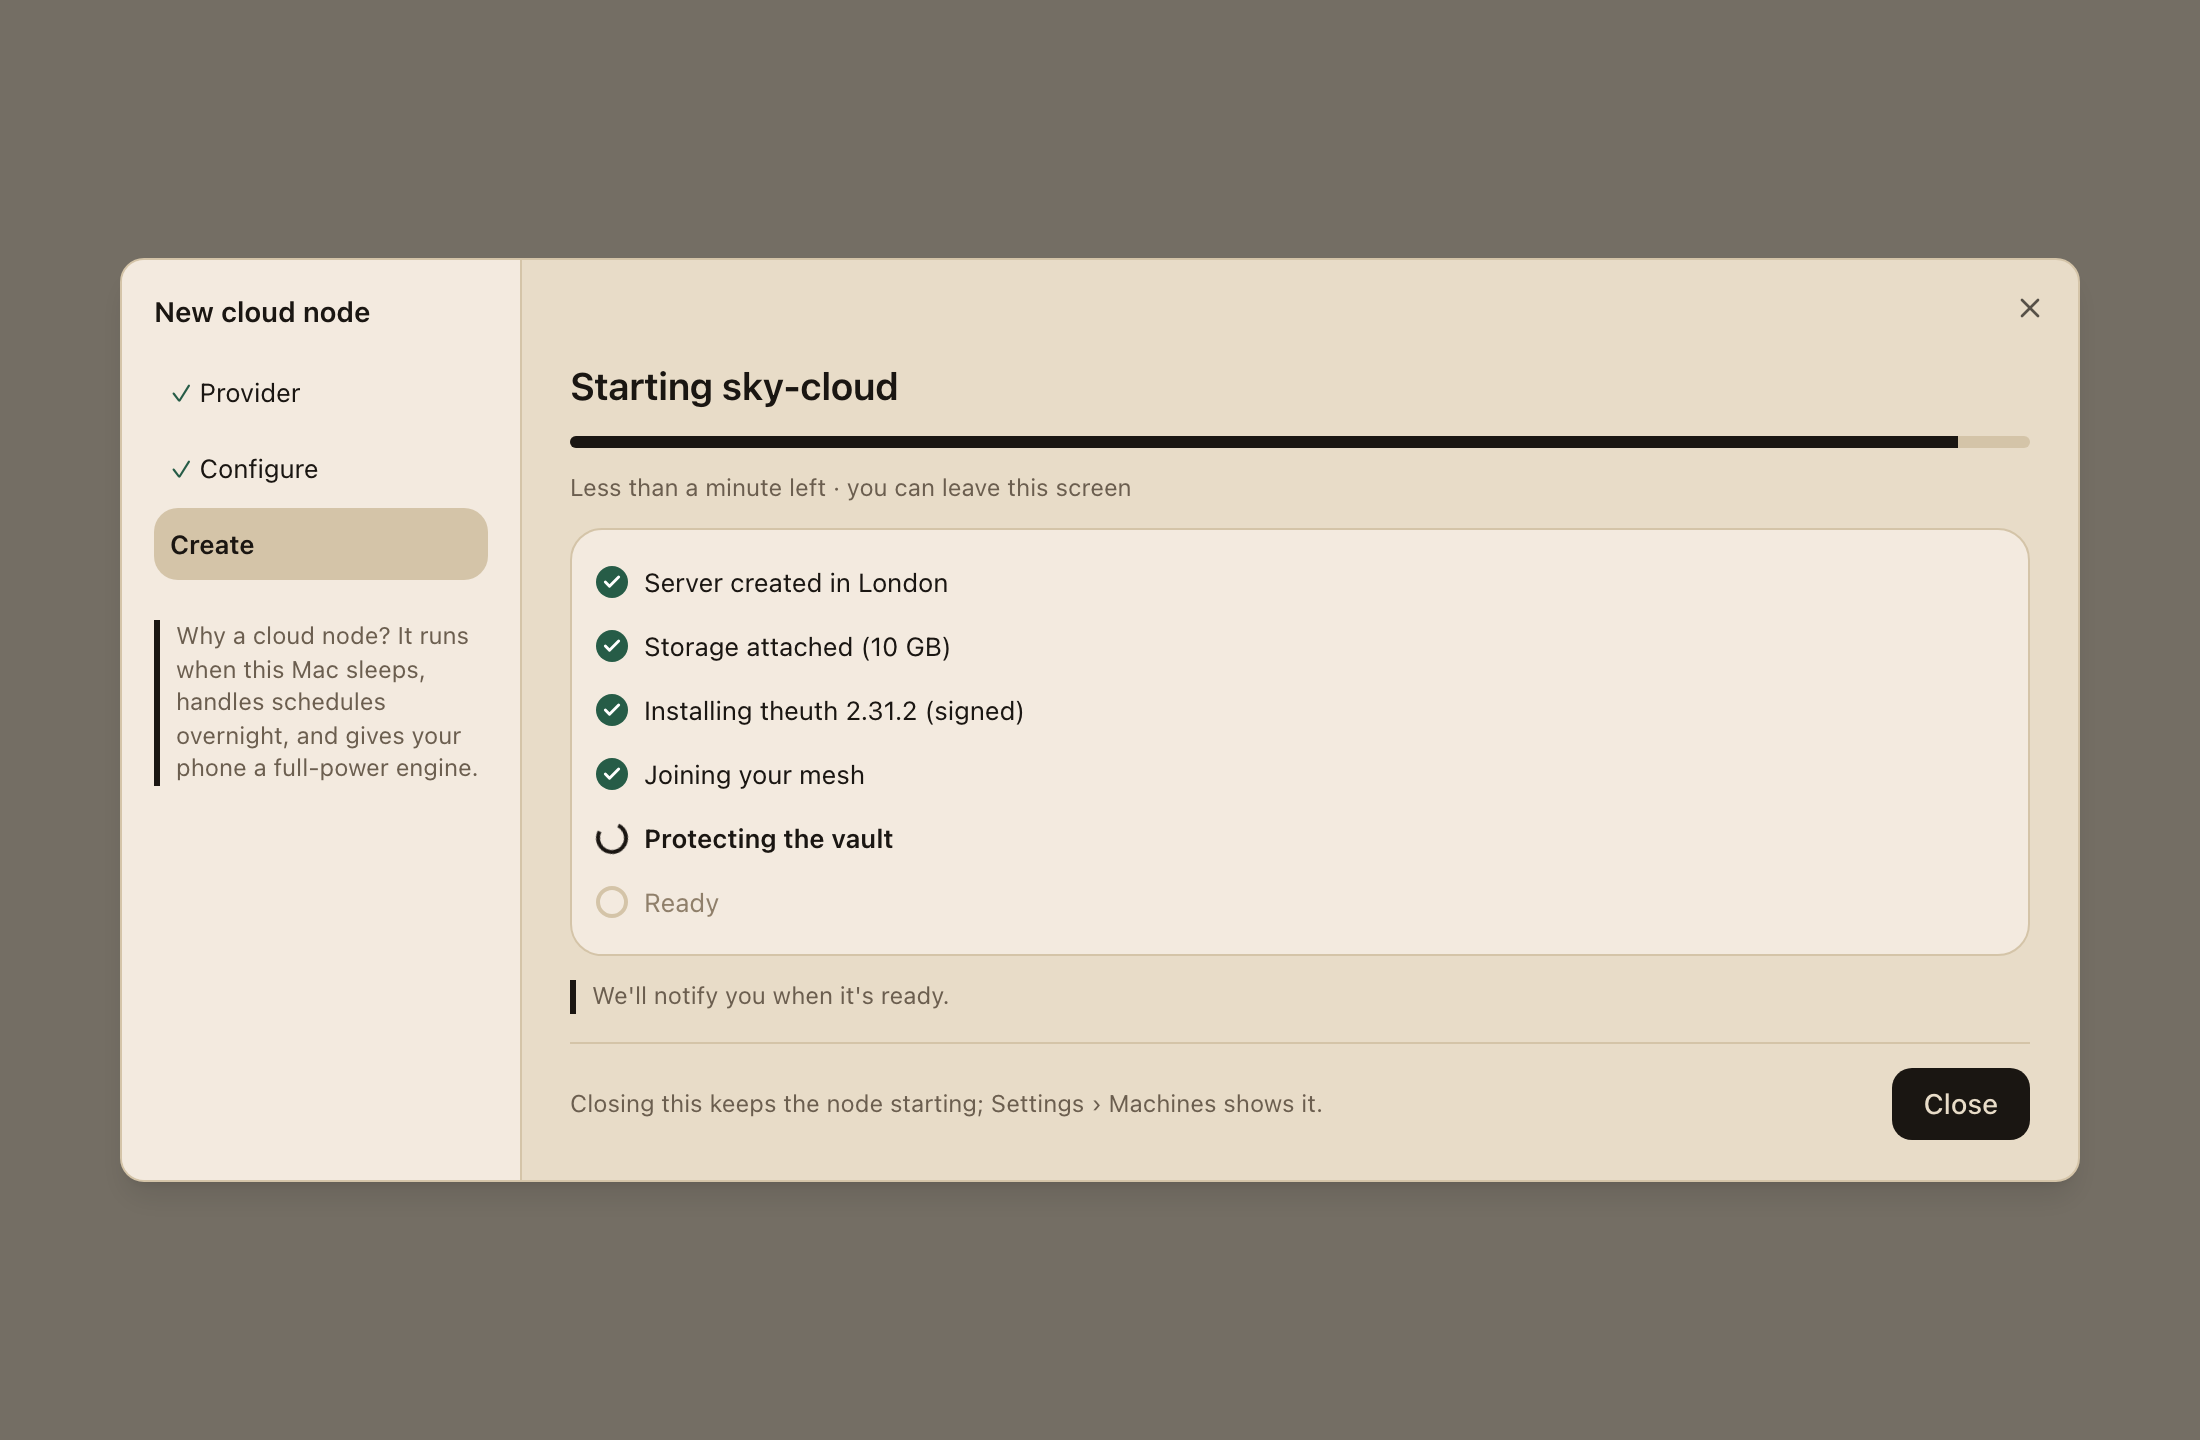 New cloud node
Provider
Configure
Create
Why a cloud node? It runs
when this Mac sleeps,
handles schedules
overnight, and gives your
phone a full-power engine.
Starting sky-cloud
Less than a minute left · you can leave this screen
Server created in London
Storage attached (10 GB)
Installing theuth 2.31.2 (signed)
Joining your mesh
Protecting the vault
Ready
We'll notify you when it's ready.
Closing this keeps the node starting; Settings › Machines shows it.
Close